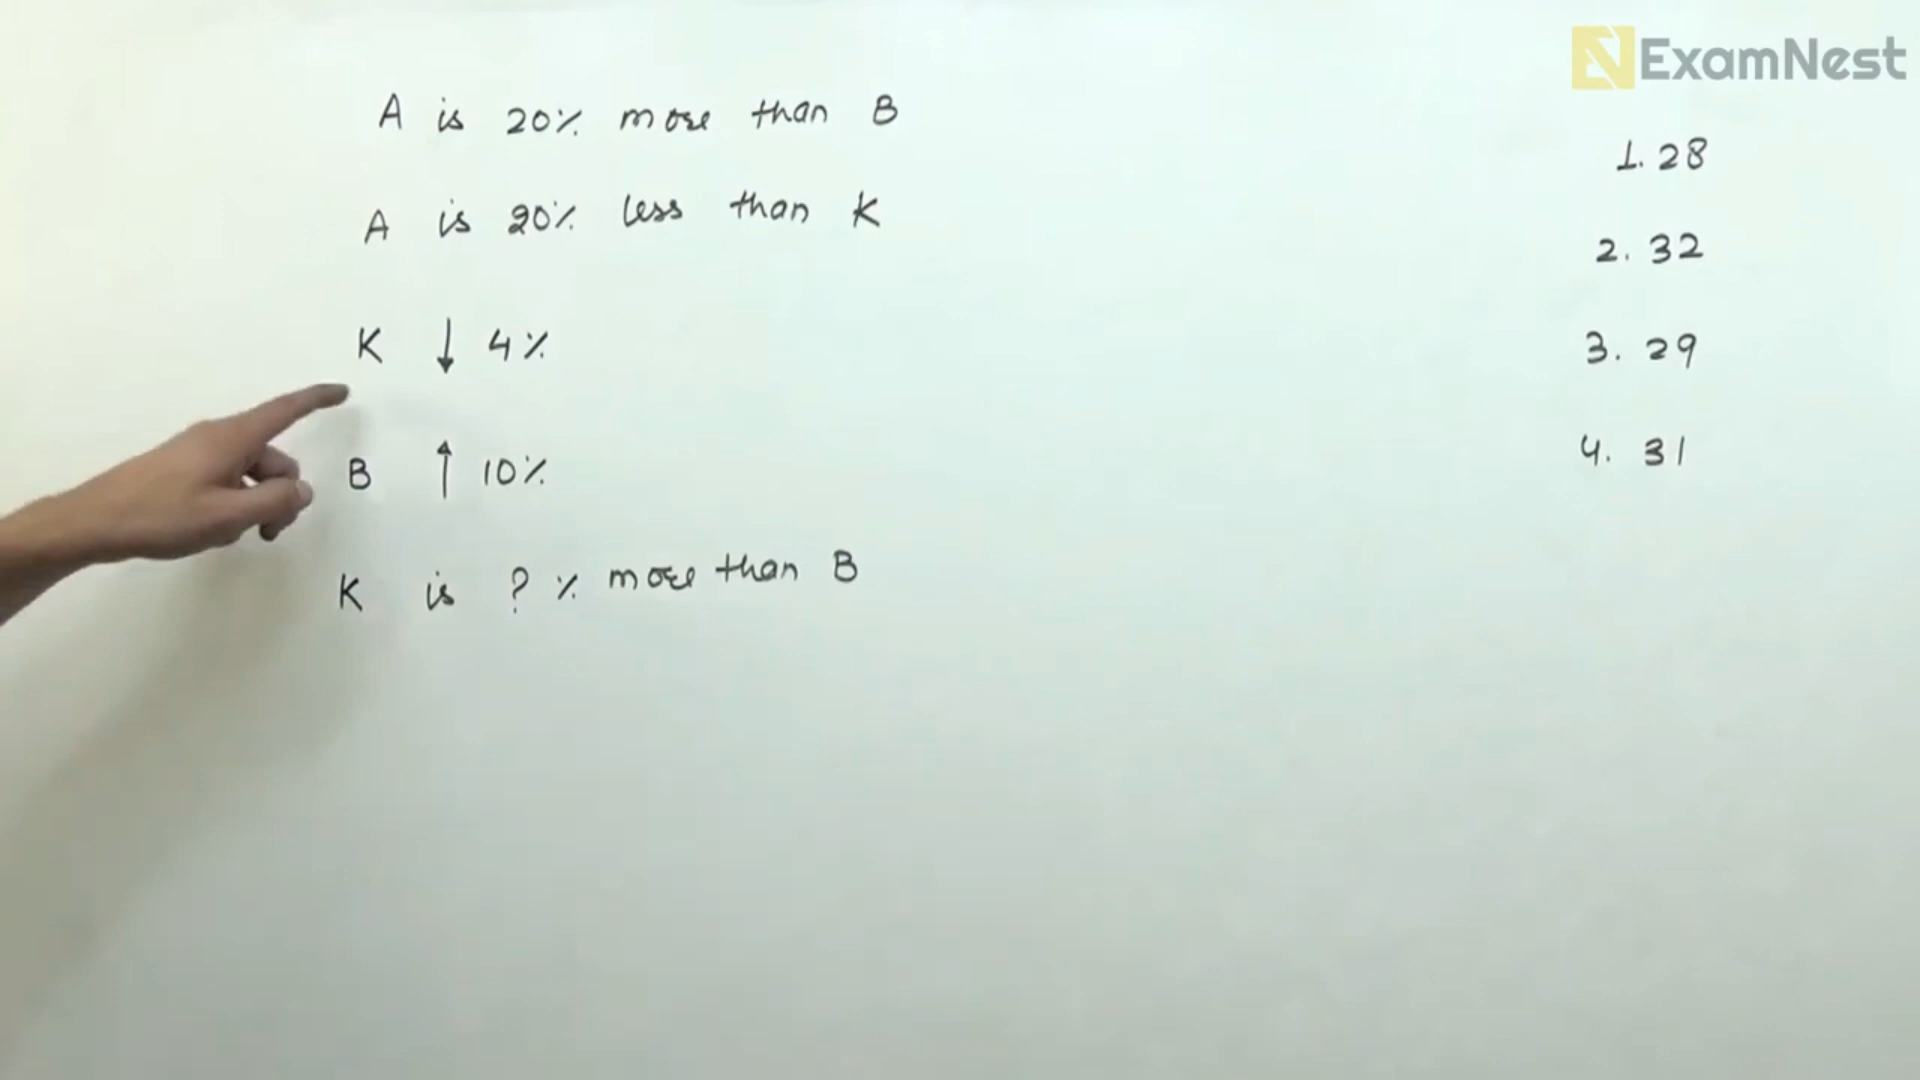 ExamNest
A is 20% more than B
A is 20% less than K
K ↓ 4%
B ↑ 10%
K is ? % more than B
1. 28
2. 32
3. 29
4. 31